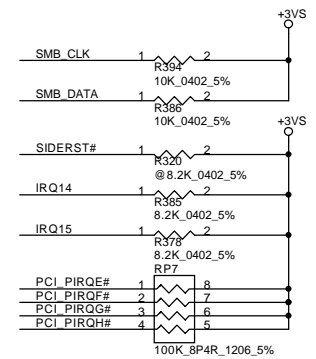 +3VS
SMB_CLK 1 2
R394
10K_0402_5%
SMB_DATA 1 2
R386
10K_0402_5%
+3VS
SIDERST# 1 2
R320
@8.2K_0402_5%
IRQ14 1 2
R385
8.2K_0402_5%
IRQ15 1 2
R378
8.2K_0402_5%
RP7
PCI_PIRQE# 1 8
PCI_PIRQF# 2 7
PCI_PIRQG# 3 6
PCI_PIRQH# 4 5
100K_8P4R_1206_5%